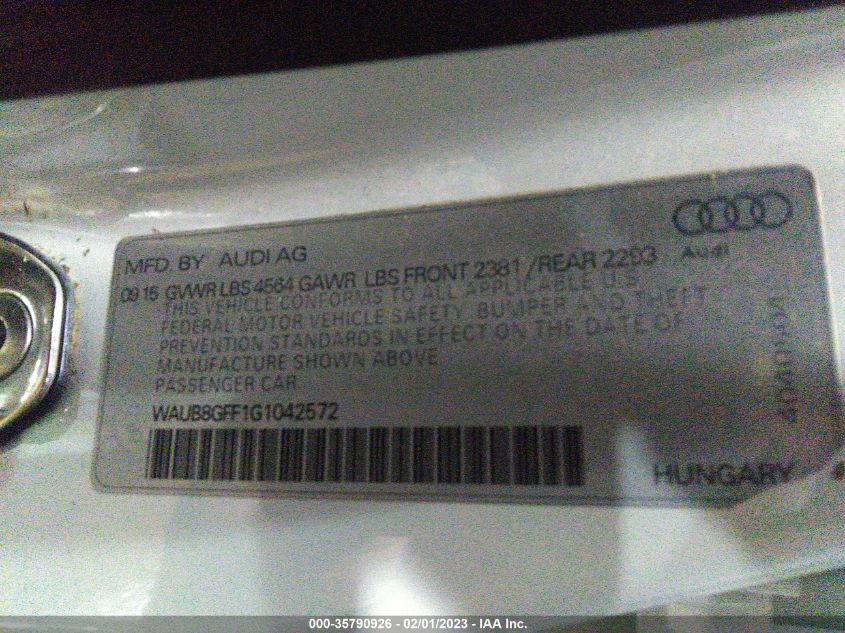 MFD. BY AUDI AG
Audi
09 15 GVWR LBS 4564 GAWR LBS FRONT 2381 / REAR 2293
THIS VEHICLE CONFORMS TO ALL APPLICABLE U.S.
FEDERAL MOTOR VEHICLE SAFETY, BUMPER AND THEFT
PREVENTION STANDARDS IN EFFECT ON THE DATE OF
MANUFACTURE SHOWN ABOVE
PASSENGER CAR
WAUB8GFF1G1042572
HUNGARY
000-35790926 - 02/01/2023 - IAA Inc.